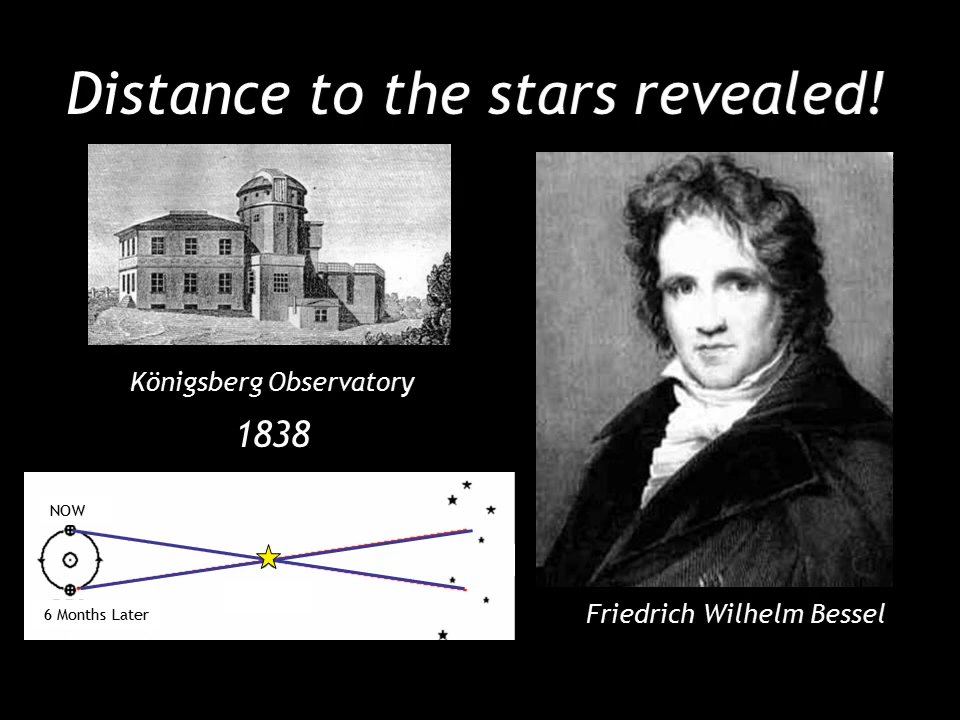 Distance to the stars revealed!
Königsberg Observatory
1838
NOW
6 Months Later
Friedrich Wilhelm Bessel